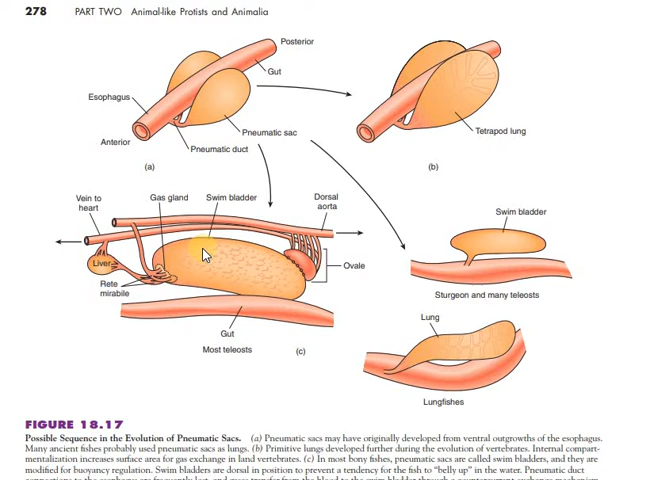 278 PART TWO Animal-like Protists and Animalia
Posterior
Gut
Esophagus
Pneumatic sac
Anterior
Pneumatic duct
(a)
Tetrapod lung
(b)
Vein to
heart
Gas gland
Swim bladder
Dorsal
aorta
Liver
Ovale
Rete
mirabile
Gut
Most teleosts
(c)
Swim bladder
Sturgeon and many teleosts
Lung
Lungfishes
FIGURE 18.17
Possible Sequence in the Evolution of Pneumatic Sacs. (a) Pneumatic sacs may have originally developed from ventral outgrowths of the esophagus.
Many ancient fishes probably used pneumatic sacs as lungs. (b) Primitive lungs developed further during the evolution of vertebrates. Internal compart-
mentalization increases surface area for gas exchange in land vertebrates. (c) In most bony fishes, pneumatic sacs are called swim bladders, and they are
modified for buoyancy regulation. Swim bladders are dorsal in position to prevent a tendency for the fish to "belly up" in the water. Pneumatic duct